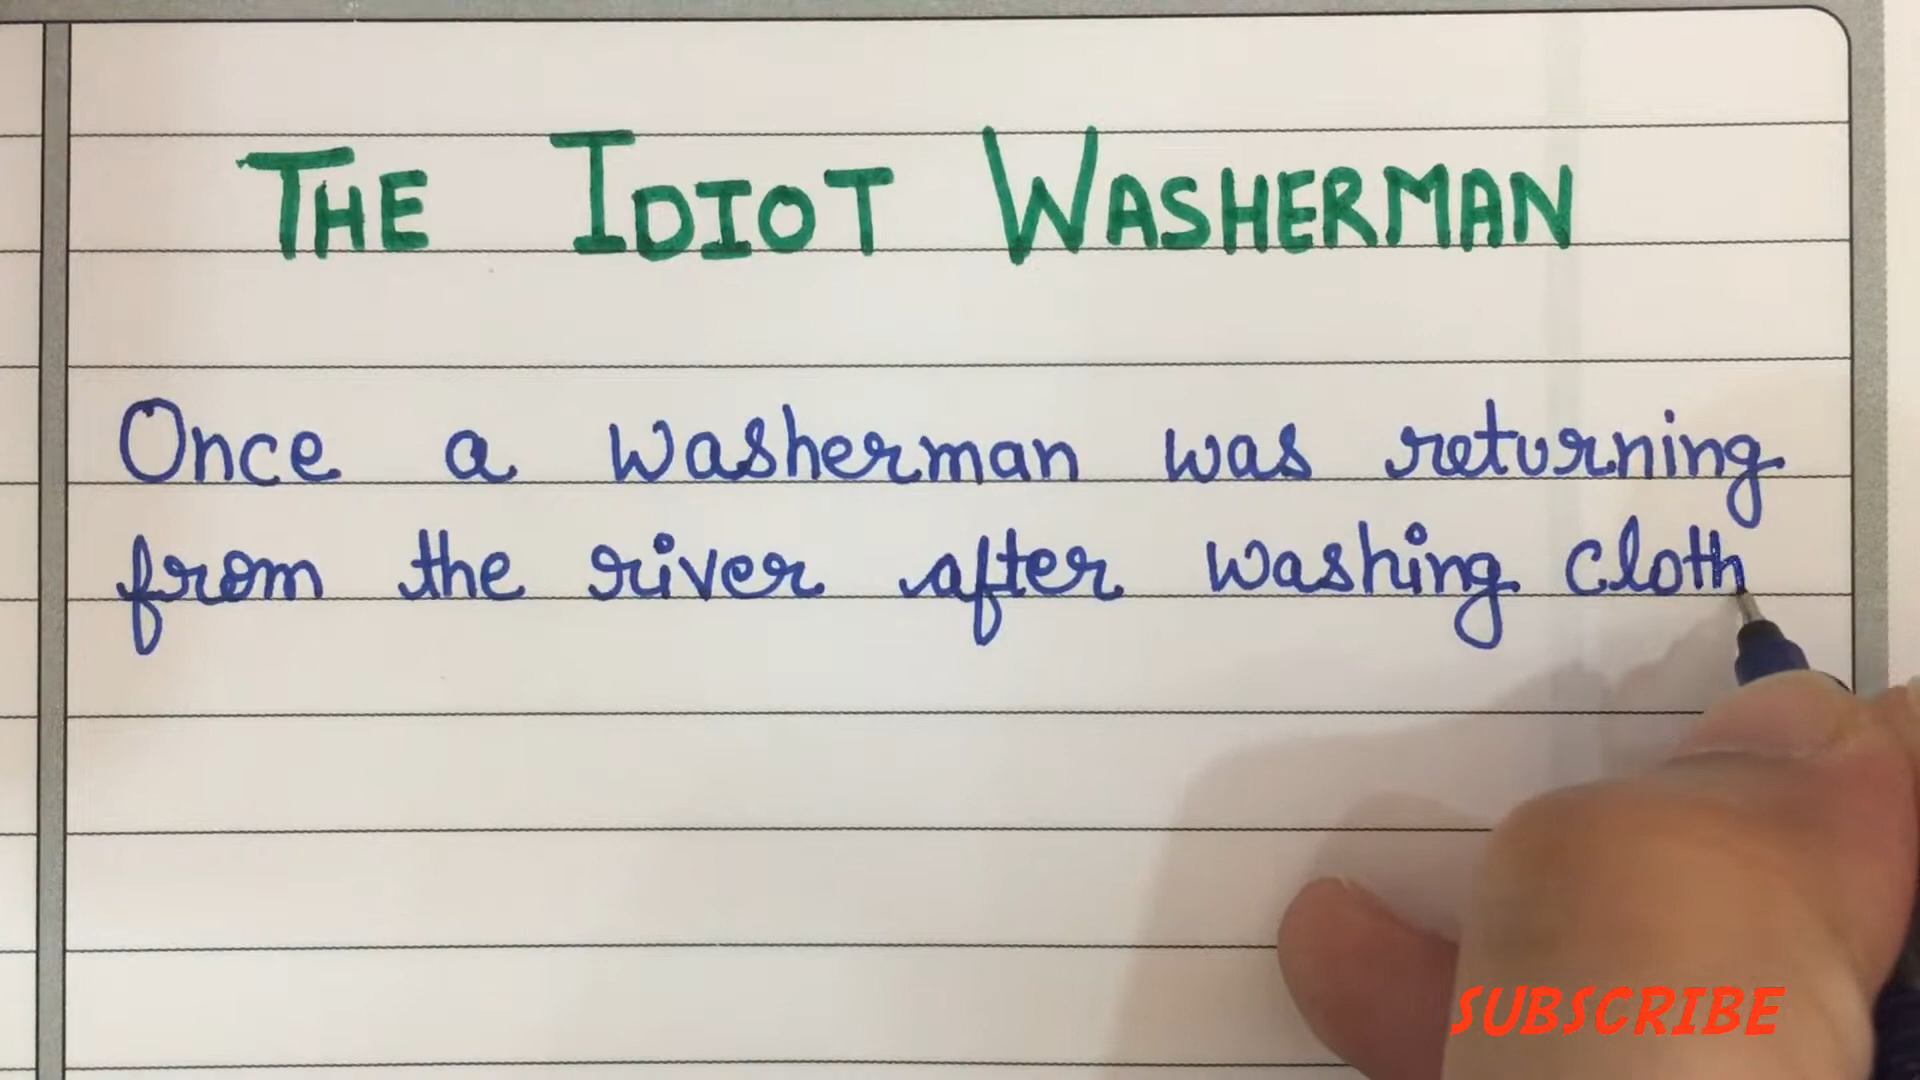 THE IDIOT WASHERMAN
Once a washerman was returning
from the river after washing cloth
SUBSCRIBE